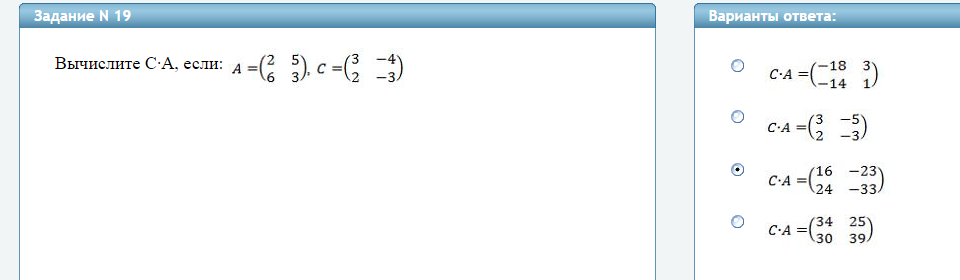 Задание N 19
Вычислите C·A, если: A =(2 5 6 3), C =(3 −4 2 −3)
Варианты ответа:
C·A =(−18 3 −14 1)
C·A =(3 −5 2 −3)
C·A =(16 −23 24 −33)
C·A =(34 25 30 39)